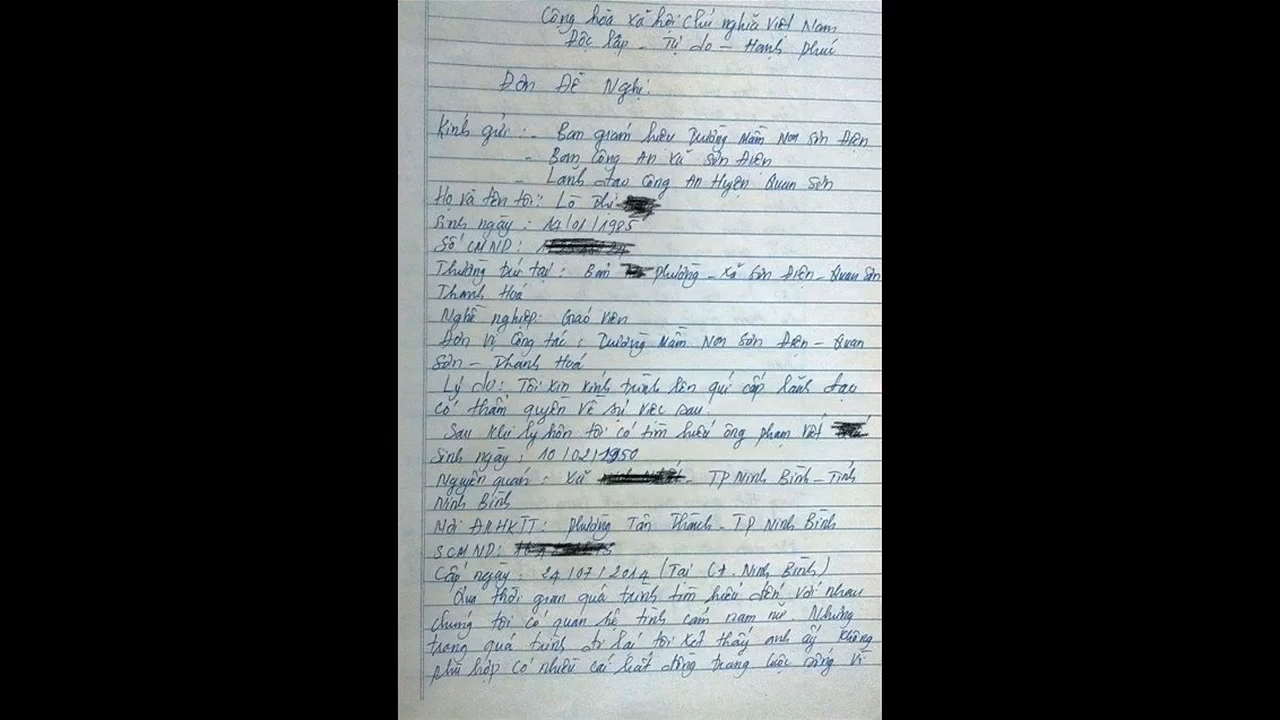 Cộng hòa xã hội chủ nghĩa Việt Nam
Độc lập - Tự do - Hạnh phúc
Đơn Đề Nghị:
Kính gửi: - Ban giám hiệu Trường Mầm Non Sơn Điện
- Ban Công An xã Sơn Điện
- Lãnh đạo Công An Huyện Quan Sơn
Họ và tên tôi: Lò Thị
Sinh ngày: 14/01/1985
Số CMND:
Thường trú tại: Bản phường - xã Sơn Điện - Quan Sơn
Thanh Hoá
Nghề nghiệp: Giáo viên
Đơn vị Công tác: Trường Mầm Non Sơn Điện - Quan
Sơn - Thanh Hoá
Lý do: Tôi xin kính trình lên quí cấp lãnh đạo
có thẩm quyền về sự việc sau:
Sau khi ly hôn tôi có tìm hiểu ông phạm viết
Sinh ngày: 10/02/1950
Nguyên quán: Xã - TP Ninh Bình - Tỉnh
Ninh Bình
Nơi ĐKHKTT: phường Tân Thành - TP Ninh Bình
SCMND:
Cấp ngày: 24/07/2014 (Tại CA. Ninh Bình)
Qua thời gian quá trình tìm hiểu đến với nhau
chúng tôi có quan hệ tình cảm nam nữ. Nhưng
trong quá trình đi lại tôi xét thấy anh ấy không
phù hợp có nhiều cái bất đồng trong cuộc sống vì